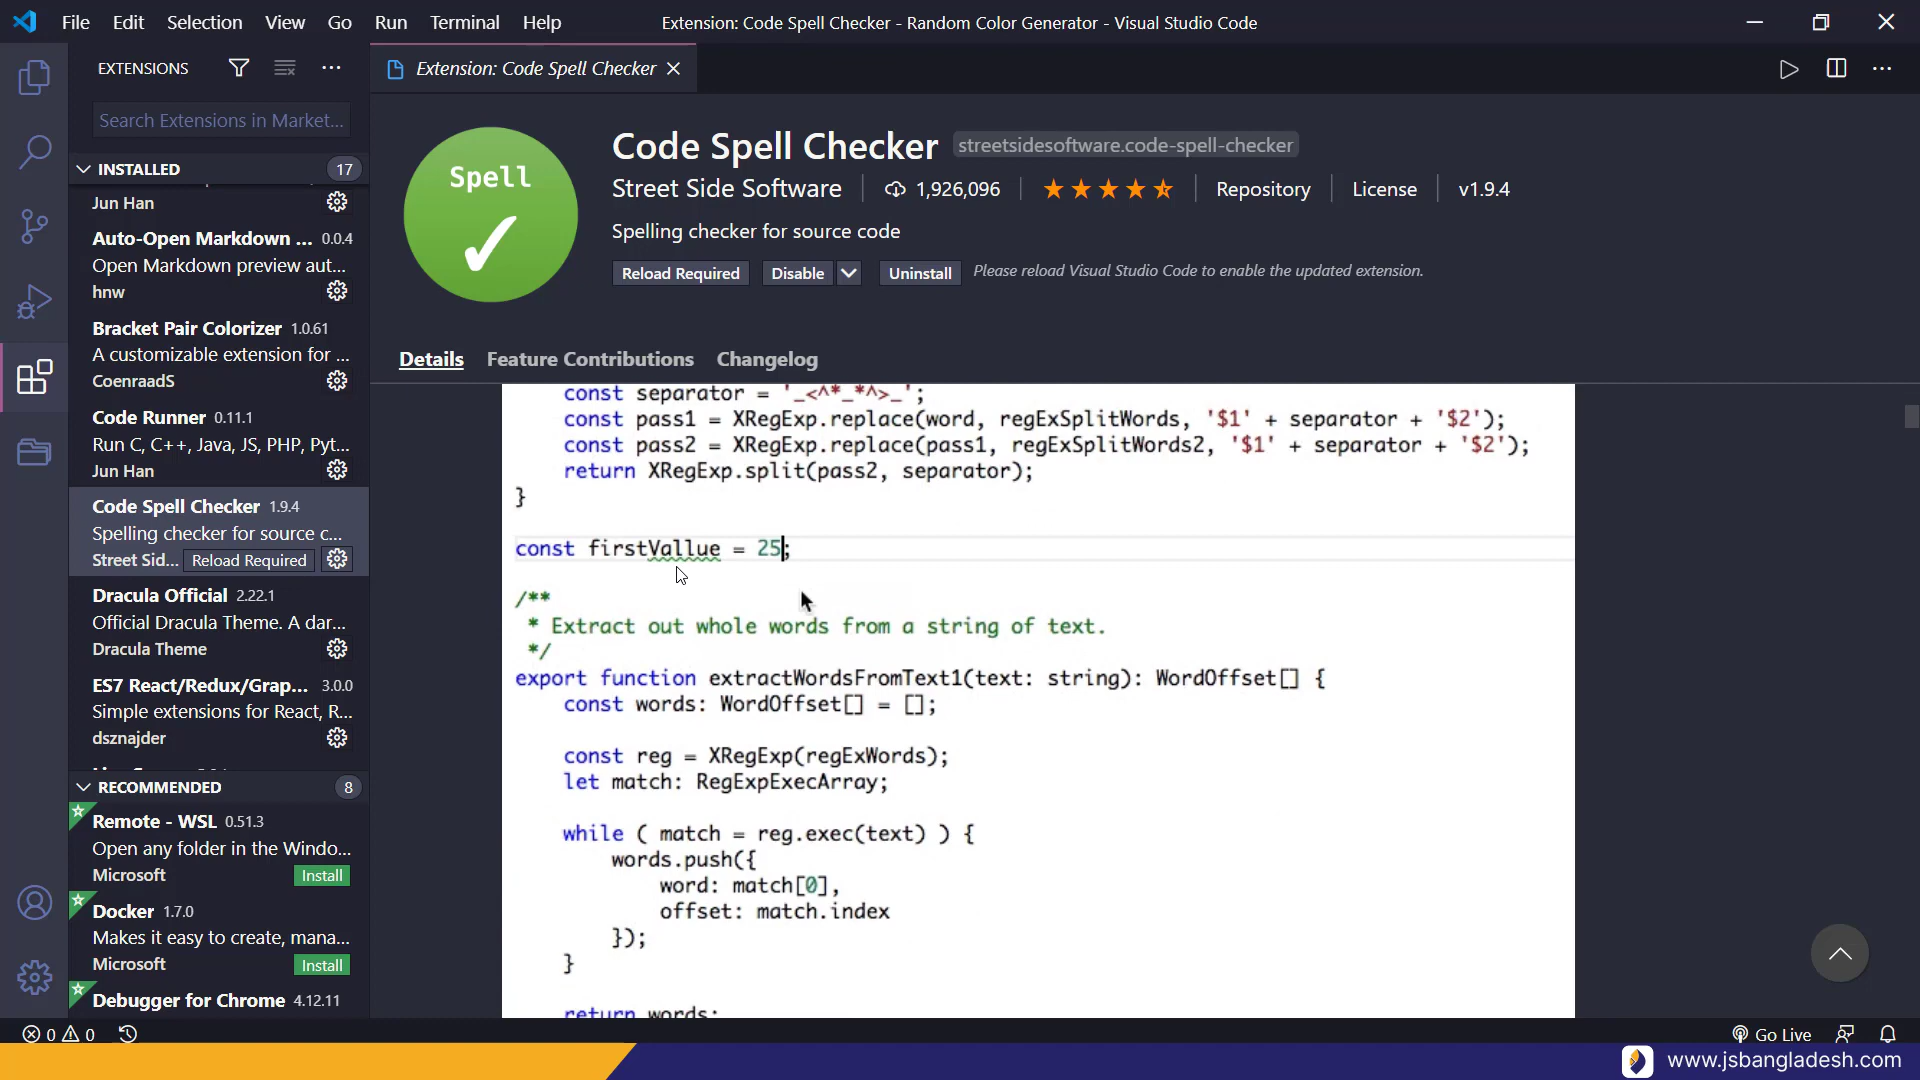 File Edit Selection View Go Run Terminal Help Extension: Code Spell Checker - Random Color Generator - Visual Studio Code
EXTENSIONS
Search Extensions in Market...
INSTALLED 17
Jun Han
Auto-Open Markdown ... 0.0.4
Open Markdown preview aut...
hnw
Bracket Pair Colorizer 1.0.61
A customizable extension for ...
CoenraadS
Code Runner 0.11.1
Run C, C++, Java, JS, PHP, Pyt...
Jun Han
Code Spell Checker 1.9.4
Spelling checker for source c...
Street Sid... Reload Required
Dracula Official 2.22.1
Official Dracula Theme. A dar...
Dracula Theme
ES7 React/Redux/Grap... 3.0.0
Simple extensions for React, R...
dsznajder
RECOMMENDED 8
Remote - WSL 0.51.3
Open any folder in the Windo...
Microsoft Install
Docker 1.7.0
Makes it easy to create, mana...
Microsoft Install
Debugger for Chrome 4.12.11
Extension: Code Spell Checker
Spell
Code Spell Checker streetsidesoftware.code-spell-checker
Street Side Software 1,926,096 Repository License v1.9.4
Spelling checker for source code
Reload Required Disable Uninstall Please reload Visual Studio Code to enable the updated extension.
Details Feature Contributions Changelog
const separator = '_<^*_*^>_';
const pass1 = XRegExp.replace(word, regExSplitWords, '$1' + separator + '$2');
const pass2 = XRegExp.replace(pass1, regExSplitWords2, '$1' + separator + '$2');
return XRegExp.split(pass2, separator);
}
const firstVallue = 25;
/**
* Extract out whole words from a string of text.
*/
export function extractWordsFromText1(text: string): WordOffset[] {
const words: WordOffset[] = [];
const reg = XRegExp(regExWords);
let match: RegExpExecArray;
while ( match = reg.exec(text) ) {
words.push({
word: match[0],
offset: match.index
});
}
return words;
0 0 Go Live
www.jsbangladesh.com